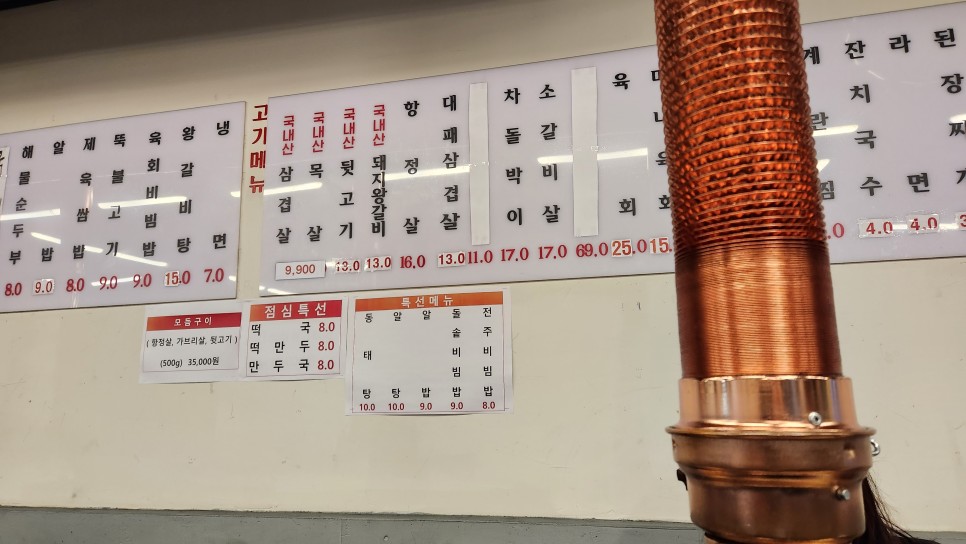 해물순두부 8.0
알밥 9.0
제육쌈밥 8.0
뚝불고기 9.0
육회비빔밥 9.0
왕갈비탕 15.0
냉면 7.0
고기메뉴
국내산 삼겹살
국내산 목살
9,900
국내산 뒷고기 13.0
국내산 돼지왕갈비 13.0
항정살 16.0
대패삼겹살 13.0
11.0
차돌박이 17.0
소갈비살 17.0
69.0
육회 25.0
15.
계란찜 .0
잔치국수 4.0
라면 4.0
된장찌
모듬구이
( 항정살, 가브리살, 뒷고기 )
(500g) 35,000원
점심특선
떡국 8.0
떡만두 8.0
만두국 8.0
특선메뉴
동태탕 10.0
알탕 10.0
알밥 9.0
돌솥비빔밥 9.0
전주비빔밥 8.0